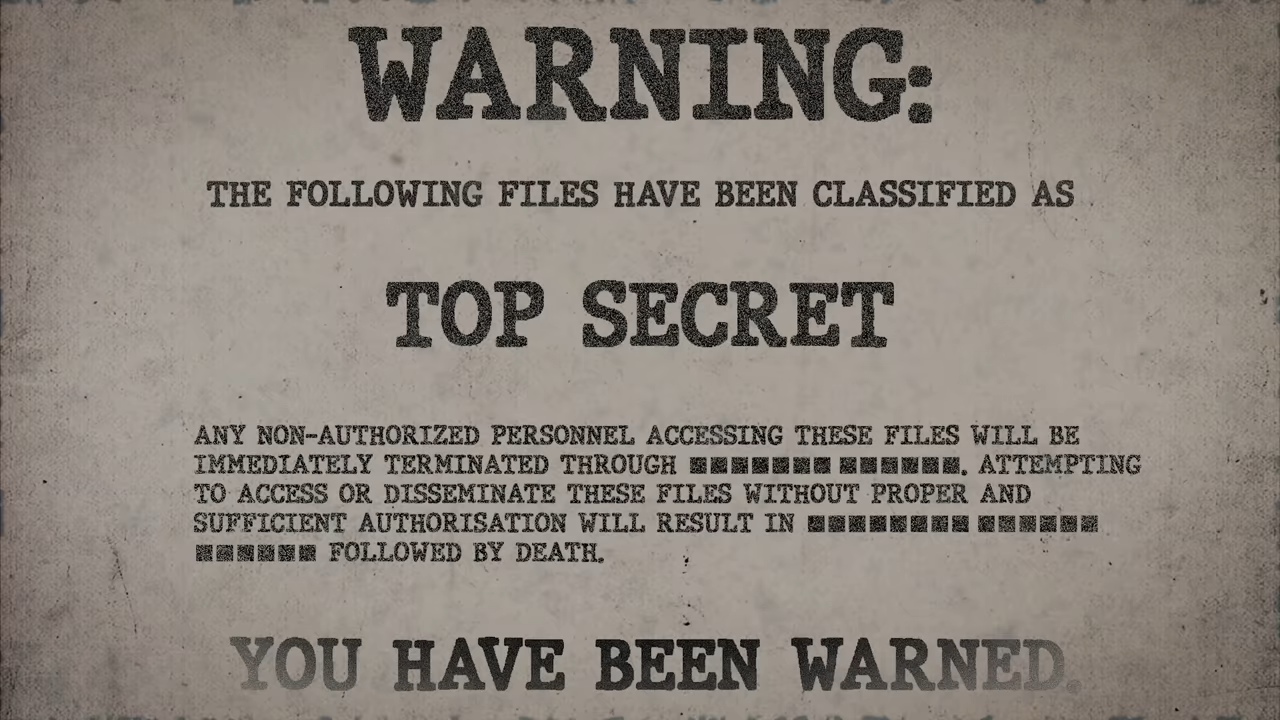 WARNING:
THE FOLLOWING FILES HAVE BEEN CLASSIFIED AS
TOP SECRET
ANY NON-AUTHORIZED PERSONNEL ACCESSING THESE FILES WILL BE
IMMEDIATELY TERMINATED THROUGH ■■■■■■■ ■■■■■■. ATTEMPTING
TO ACCESS OR DISSEMINATE THESE FILES WITHOUT PROPER AND
SUFFICIENT AUTHORISATION WILL RESULT IN ■■■■■■■■ ■■■■■■
■■■■■■ FOLLOWED BY DEATH.
YOU HAVE BEEN WARNED.